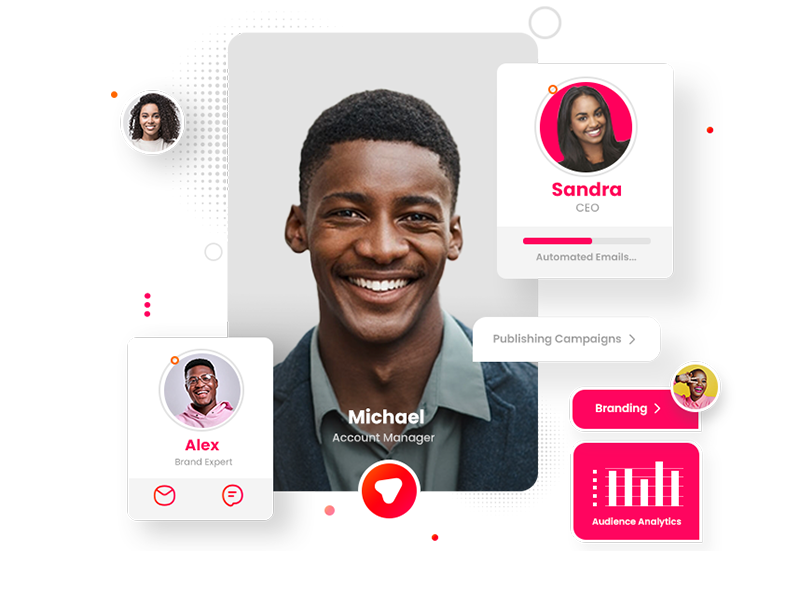 Sandra
CEO
Automated Emails...
Publishing Campaigns
Michael
Account Manager
Branding
Alex
Brand Expert
Audience Analytics